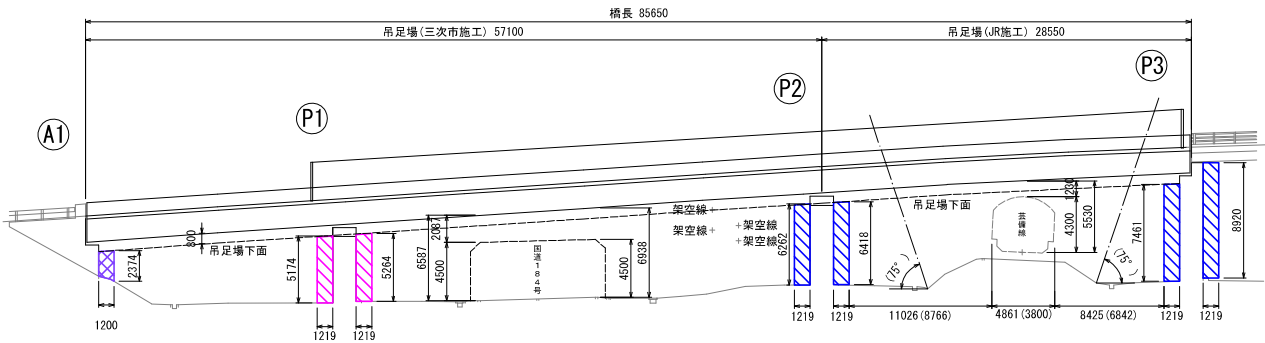 橋長 85650
吊足場(三次市施工) 57100
吊足場(JR施工) 28550
A1
P1
P2
P3
800
2374
吊足場下面
1200
5174
5264
1219
1219
6587
2087
4500
国道184号
4500
6938
架空線
架空線
架空線
架空線
6262
6418
1219
1219
(75°)
11026(8766)
吊足場下面
芸備線
4861(3800)
1230
4300
5530
(75°)
8425(6842)
7461
1219
1219
8920